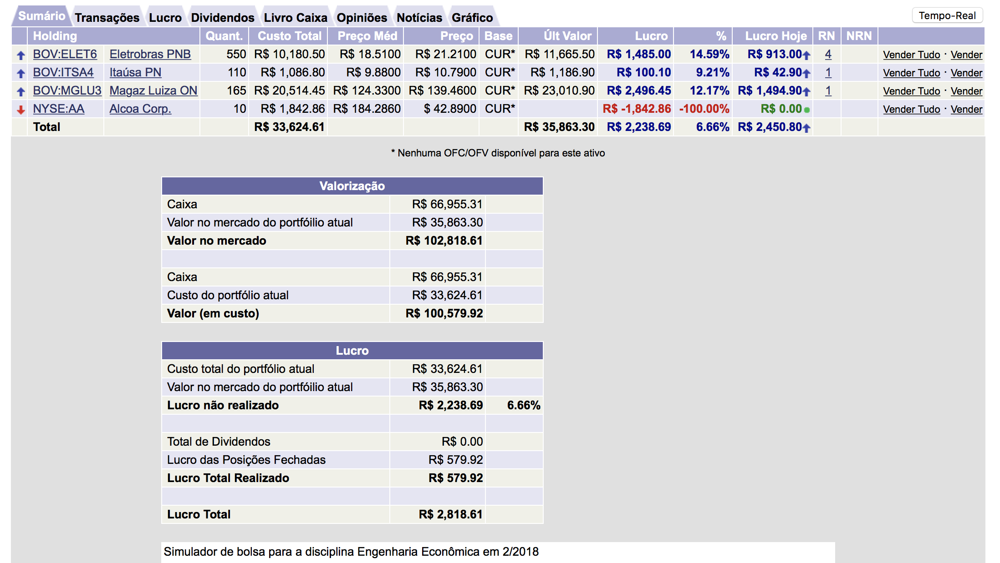 Sumário Transações Lucro Dividendos Livro Caixa Opiniões Notícias Gráfico Tempo-Real
Holding Quant. Custo Total Preço Méd Preço Base Últ Valor Lucro % Lucro Hoje RN NRN
BOV:ELET6 Eletrobras PNB 550 R$ 10,180.50 R$ 18.5100 R$ 21.2100 CUR* R$ 11,665.50 R$ 1,485.00 14.59% R$ 913.00 4 Vender Tudo · Vender
BOV:ITSA4 Itaúsa PN 110 R$ 1,086.80 R$ 9.8800 R$ 10.7900 CUR* R$ 1,186.90 R$ 100.10 9.21% R$ 42.90 1 Vender Tudo · Vender
BOV:MGLU3 Magaz Luiza ON 165 R$ 20,514.45 R$ 124.3300 R$ 139.4600 CUR* R$ 23,010.90 R$ 2,496.45 12.17% R$ 1,494.90 1 Vender Tudo · Vender
NYSE:AA Alcoa Corp. 10 R$ 1,842.86 R$ 184.2860 $ 42.8900 CUR* R$ -1,842.86 -100.00% R$ 0.00 Vender Tudo · Vender
Total R$ 33,624.61 R$ 35,863.30 R$ 2,238.69 6.66% R$ 2,450.80
* Nenhuma OFC/OFV disponível para este ativo
Valorização
Caixa R$ 66,955.31
Valor no mercado do portfóilio atual R$ 35,863.30
Valor no mercado R$ 102,818.61
Caixa R$ 66,955.31
Custo do portfólio atual R$ 33,624.61
Valor (em custo) R$ 100,579.92
Lucro
Custo total do portfólio atual R$ 33,624.61
Valor no mercado do portfóilio atual R$ 35,863.30
Lucro não realizado R$ 2,238.69 6.66%
Total de Dividendos R$ 0.00
Lucro das Posições Fechadas R$ 579.92
Lucro Total Realizado R$ 579.92
Lucro Total R$ 2,818.61
Simulador de bolsa para a disciplina Engenharia Econômica em 2/2018